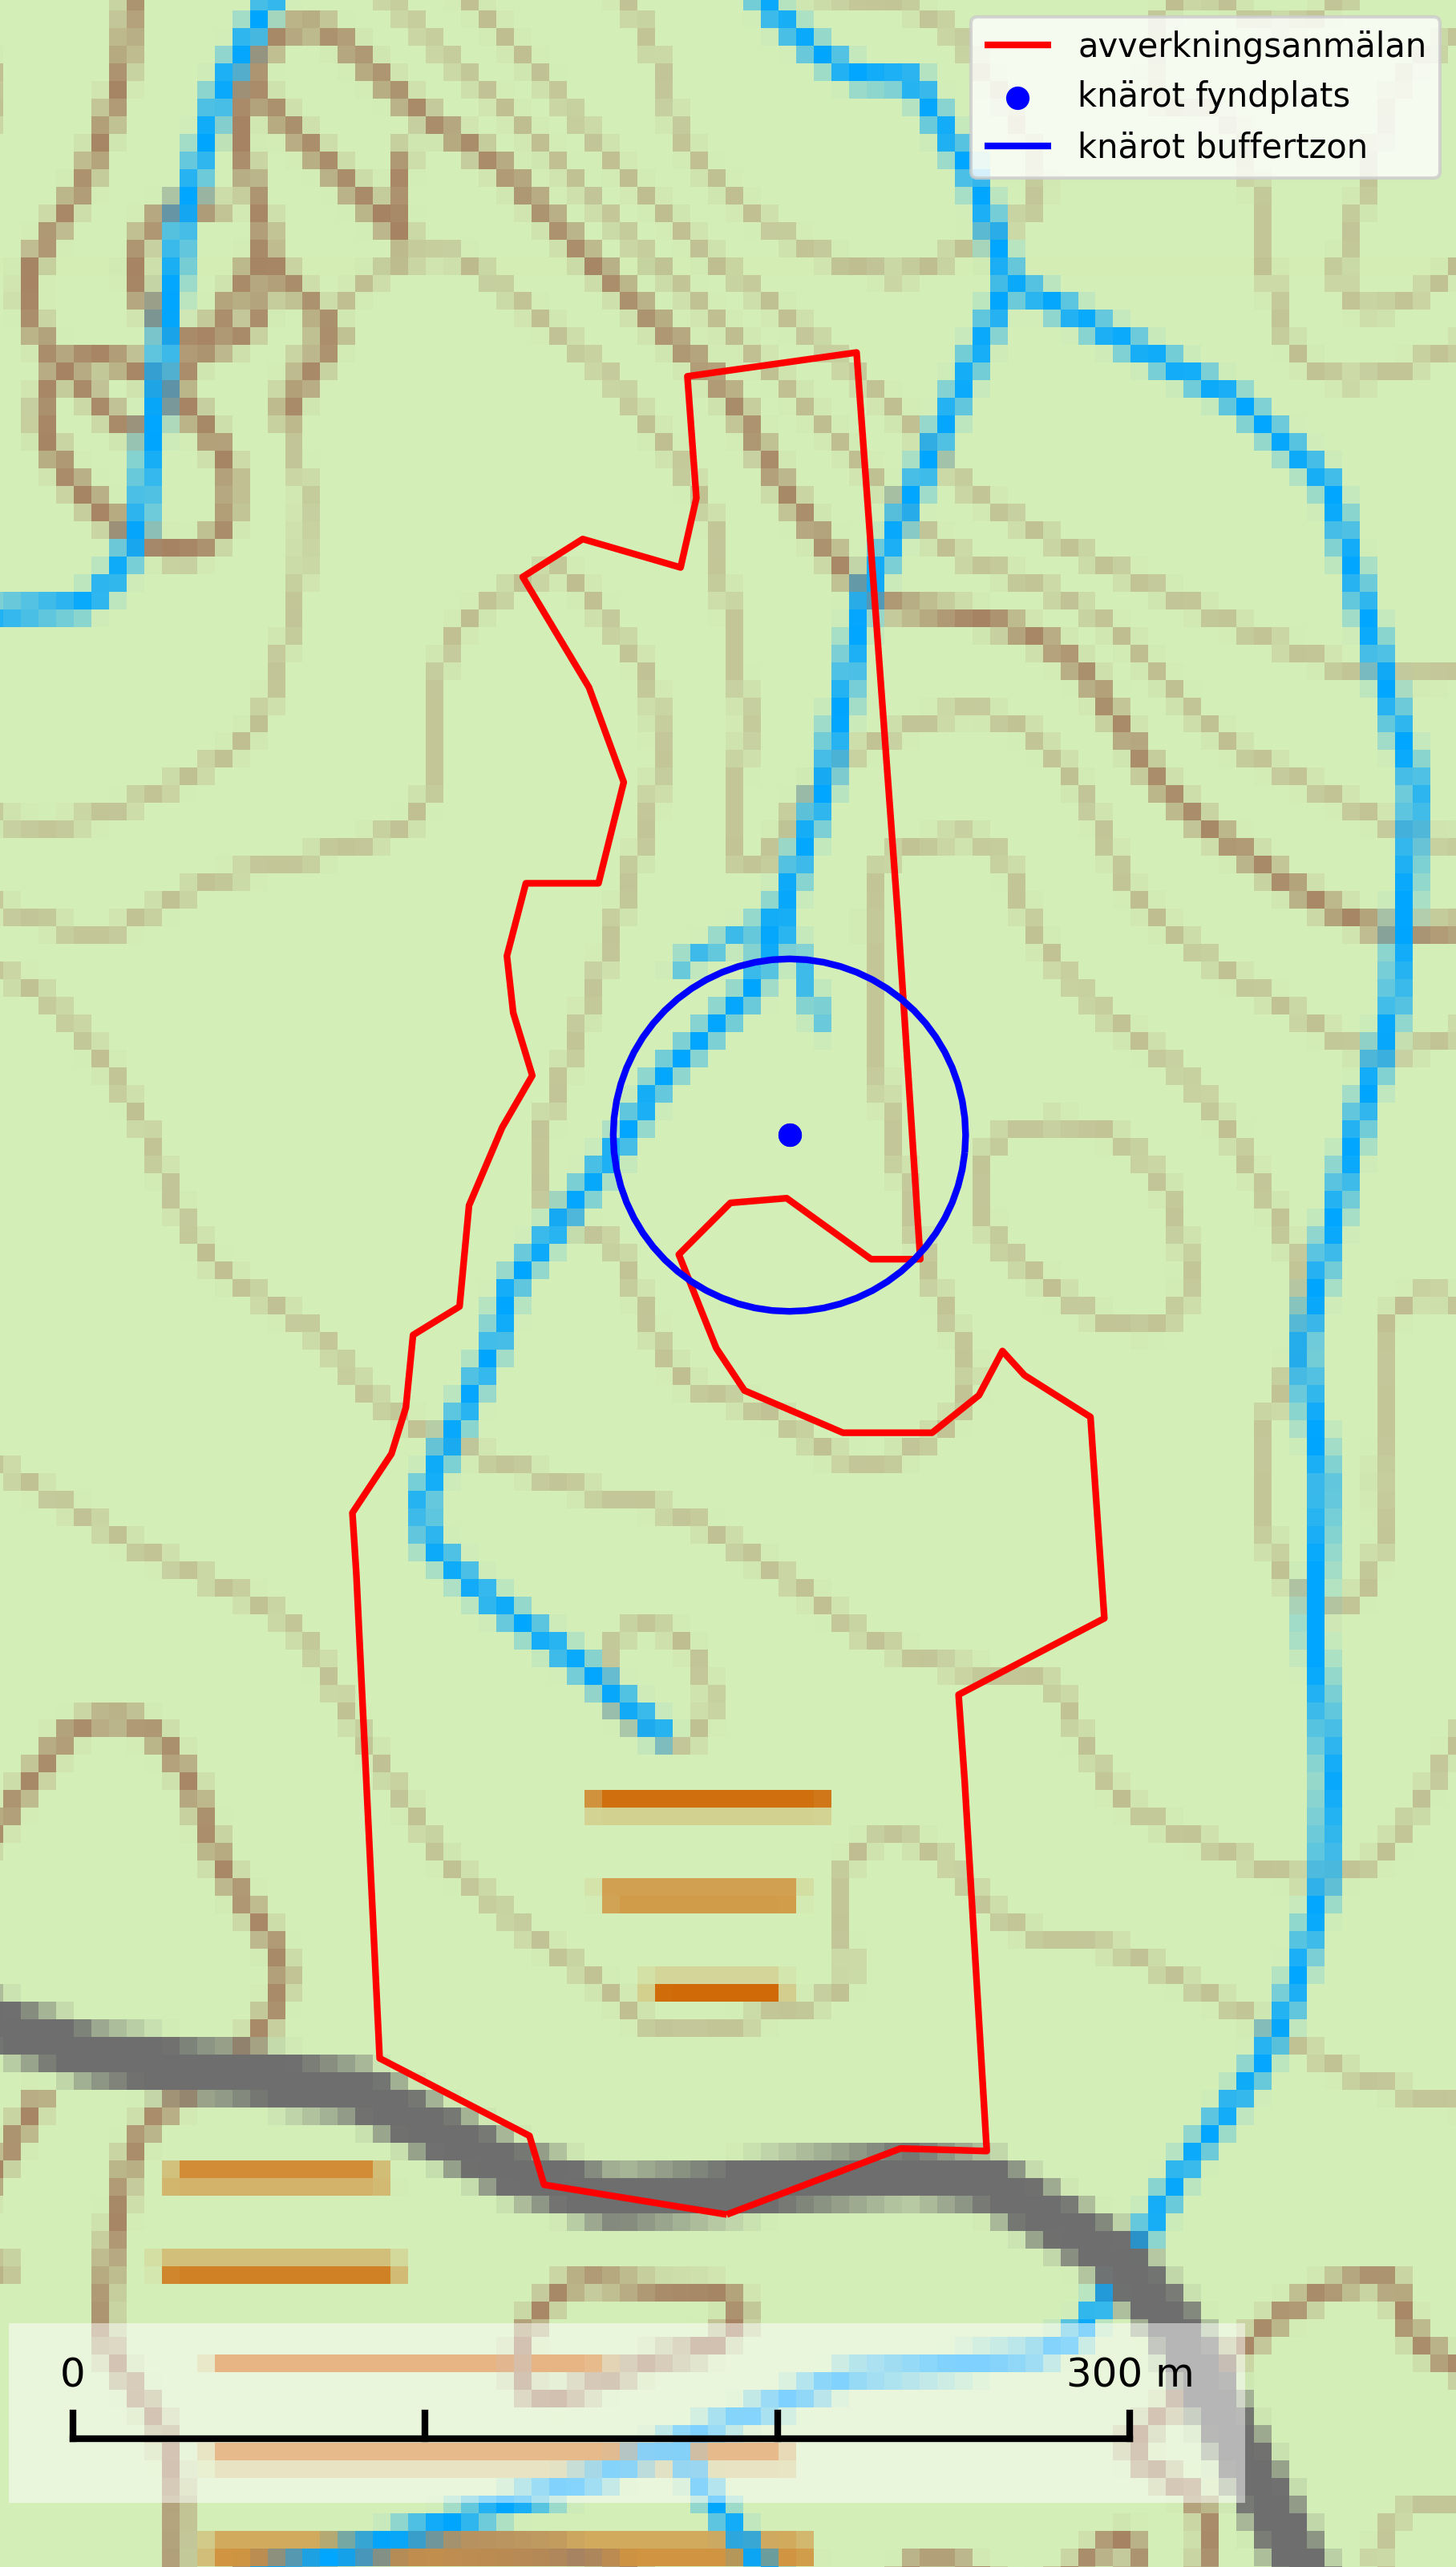 avverkningsanmälan
knärot fyndplats
knärot buffertzon
0 300 m